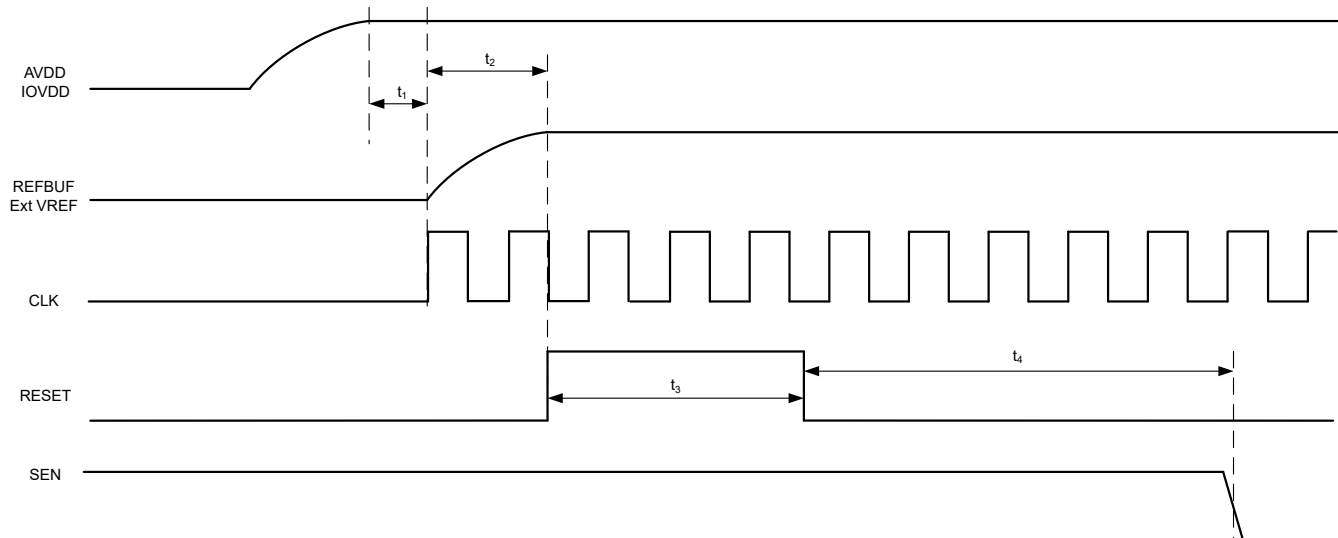 AVDD
IOVDD
t₁
t₂
REFBUF
Ext VREF
CLK
RESET
t₃
t₄
SEN